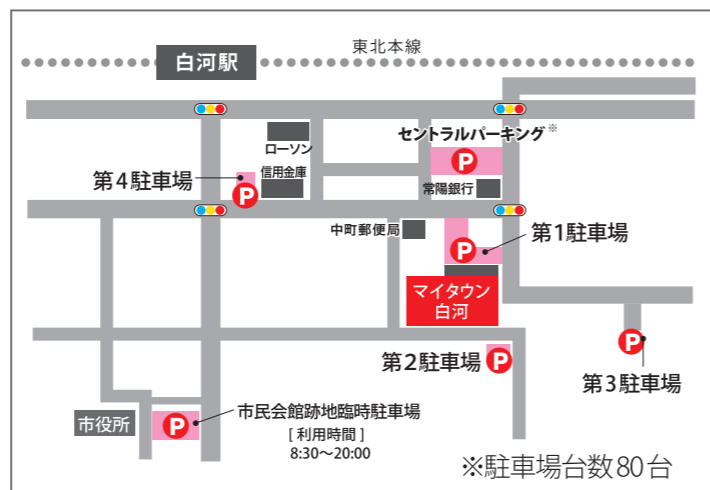 東北本線
白河駅
ローソン
セントラルパーキング※
P
第4駐車場
信用金庫
P
常陽銀行
中町郵便局
第1駐車場
P
マイタウン
白河
第2駐車場
P
P
第3駐車場
市役所
P
市民会館跡地臨時駐車場
[ 利用時間 ]
8:30〜20:00
※駐車場台数80台